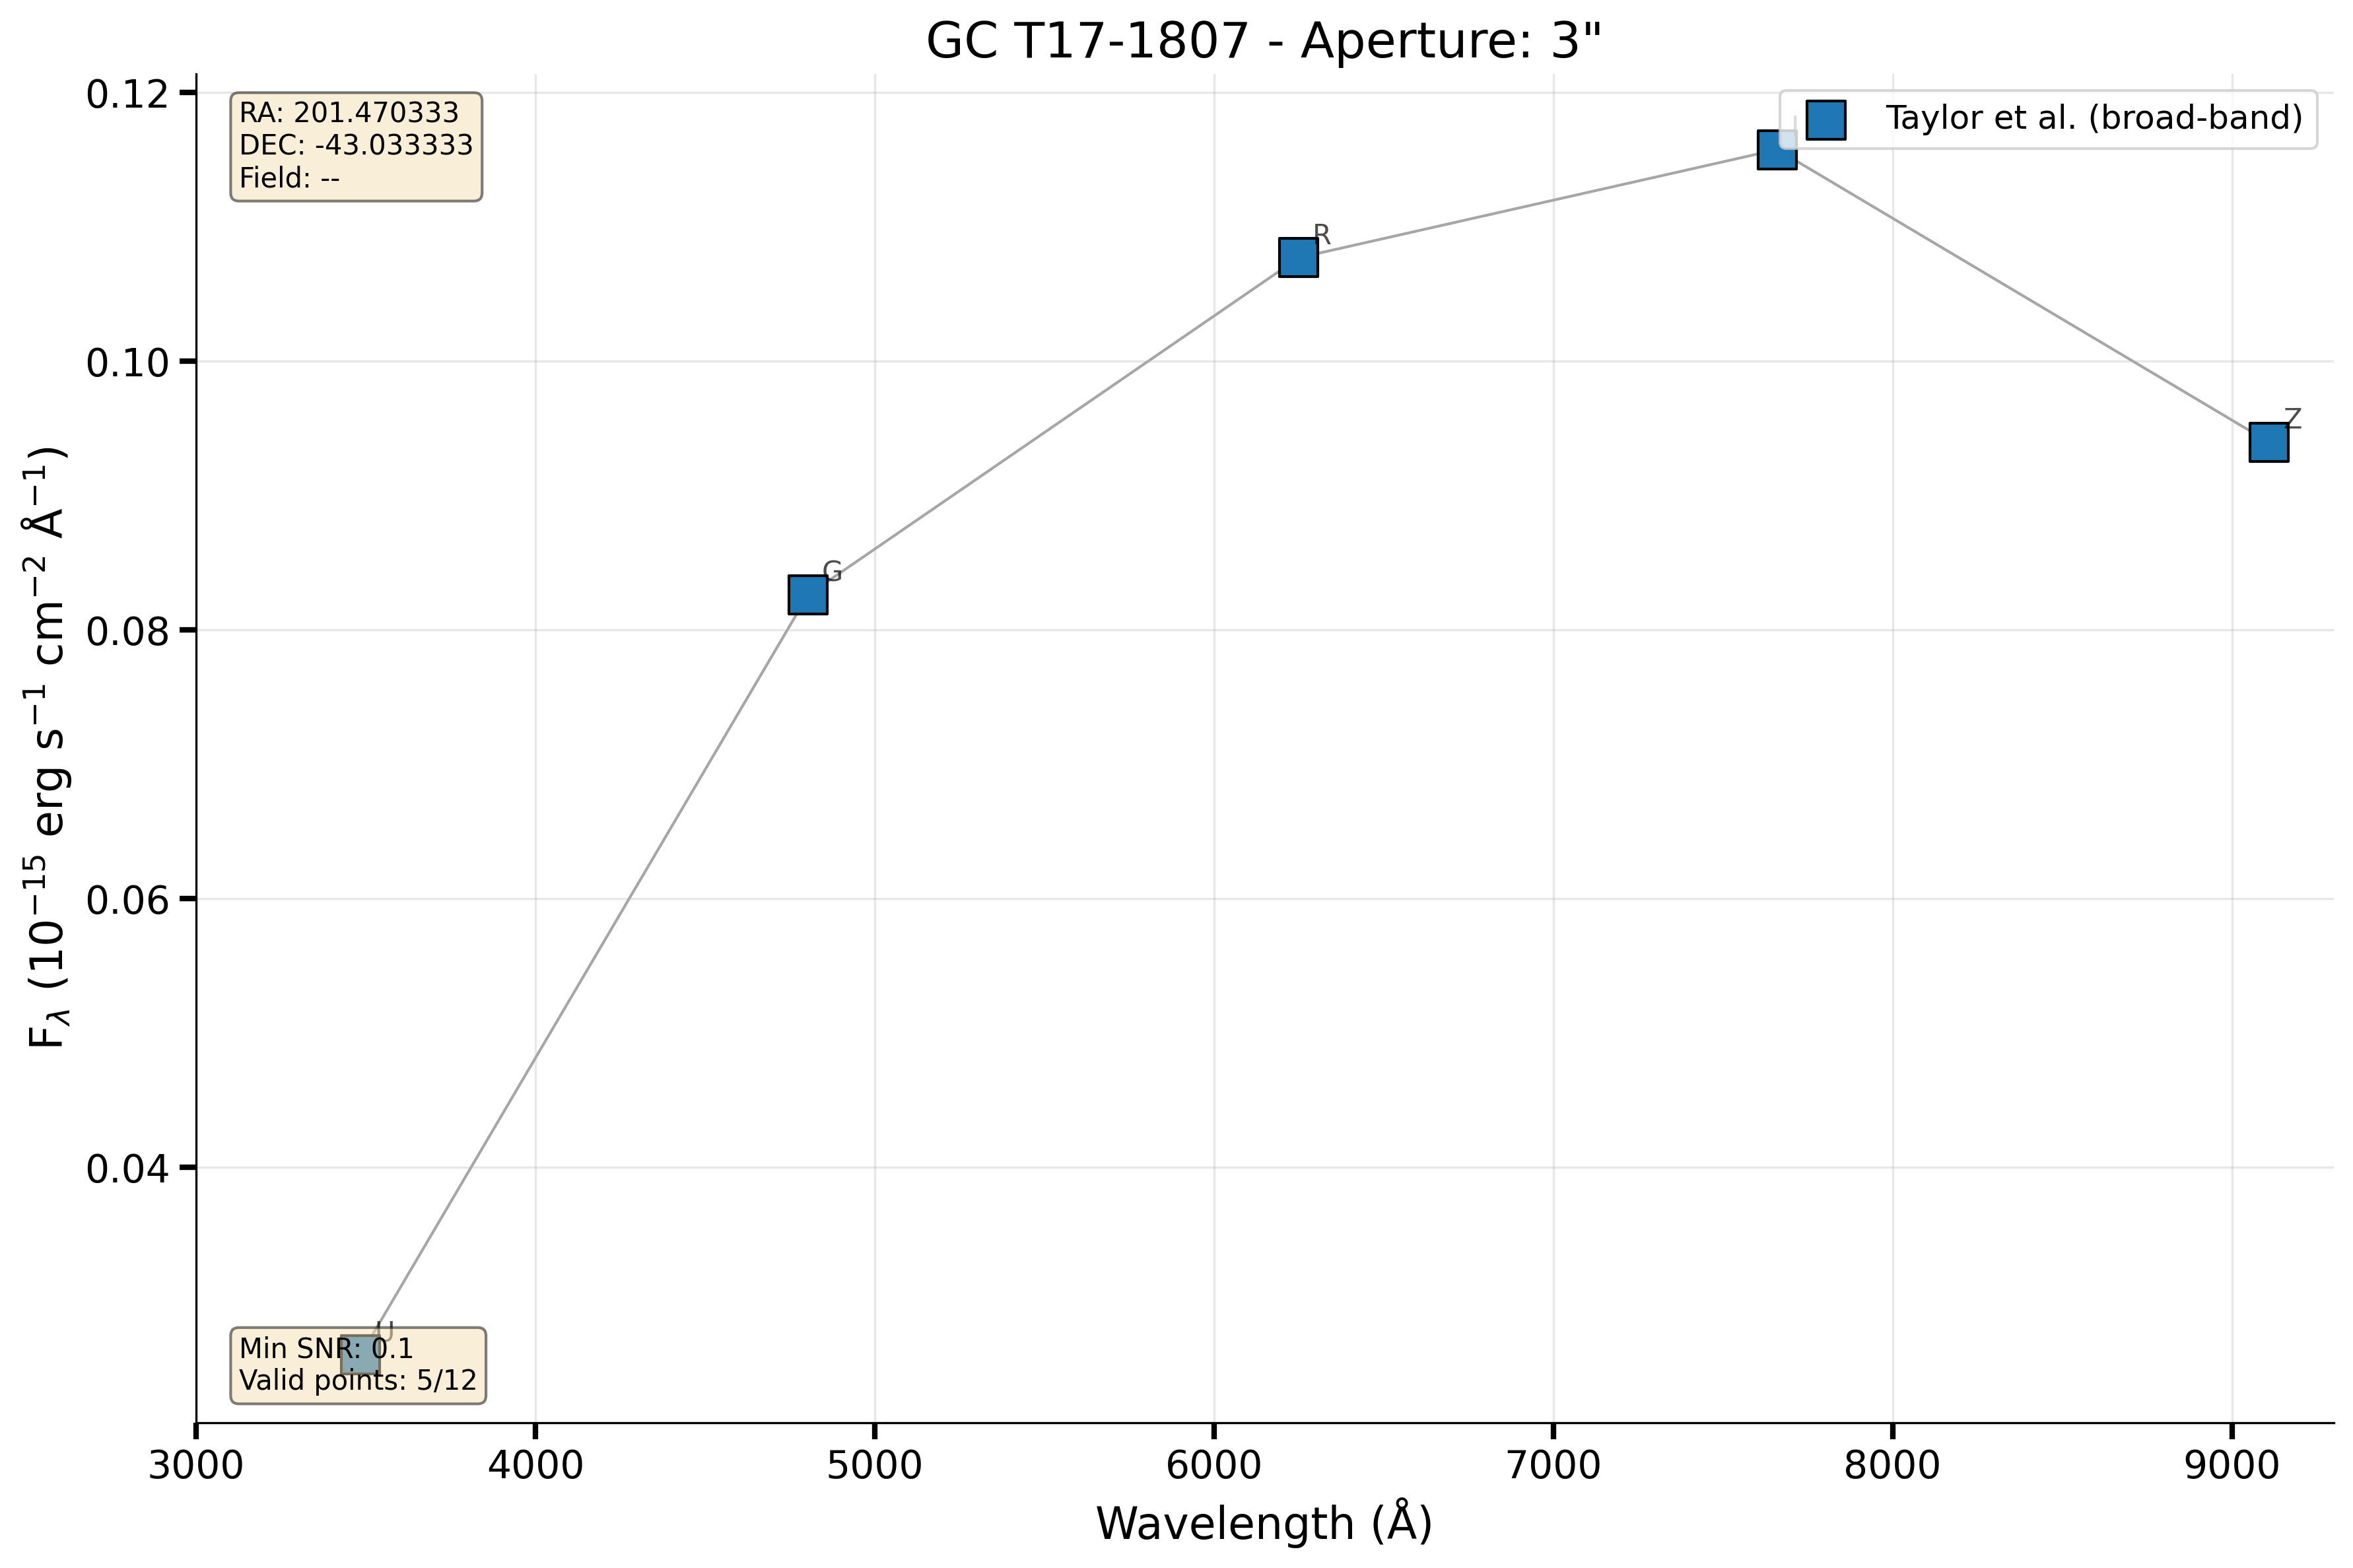 GC T17-1807 - Aperture: 3"
RA: 201.470333
DEC: -43.033333
Field: --
Taylor et al. (broad-band)
I
R
Z
G
U
Min SNR: 0.1
Valid points: 5/12
0.12
0.10
0.08
0.06
0.04
F_λ (10⁻¹⁵ erg s⁻¹ cm⁻² Å⁻¹)
3000 4000 5000 6000 7000 8000 9000
Wavelength (Å)